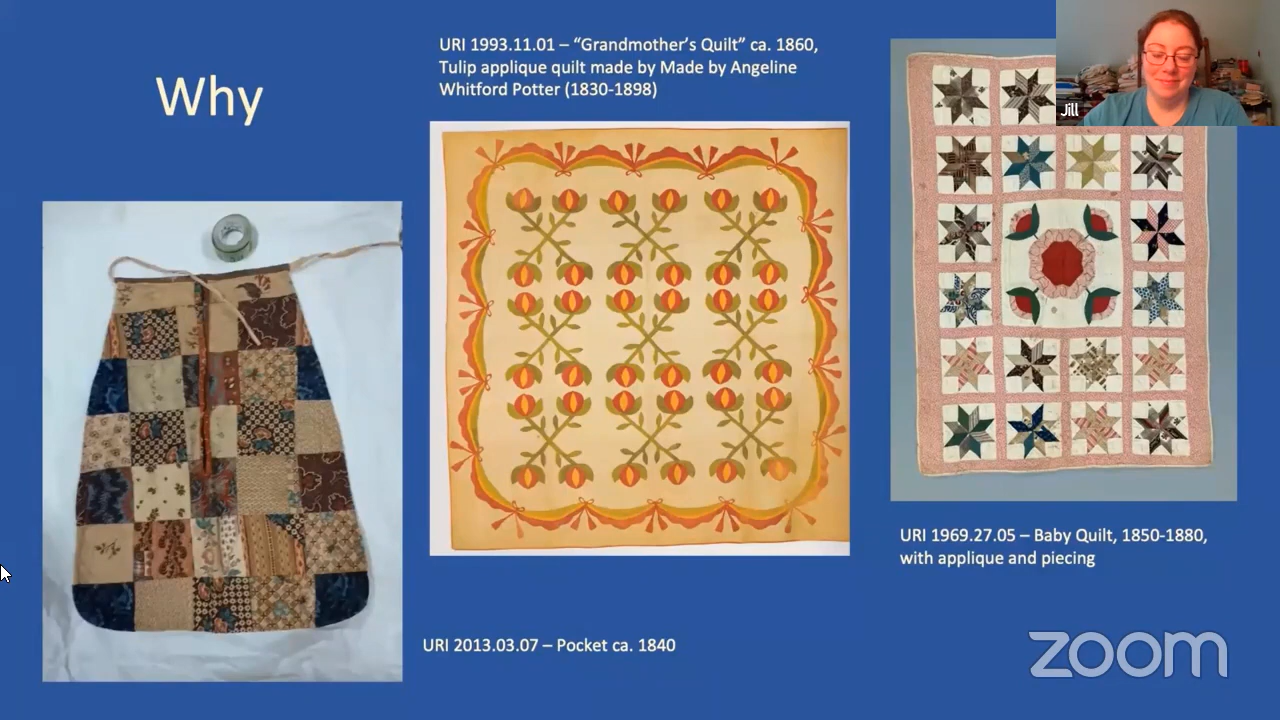 Why
URI 1993.11.01 – “Grandmother’s Quilt” ca. 1860,
Tulip applique quilt made by Made by Angeline
Whitford Potter (1830-1898)
Jill
URI 1969.27.05 – Baby Quilt, 1850-1880,
with applique and piecing
URI 2013.03.07 – Pocket ca. 1840
zoom